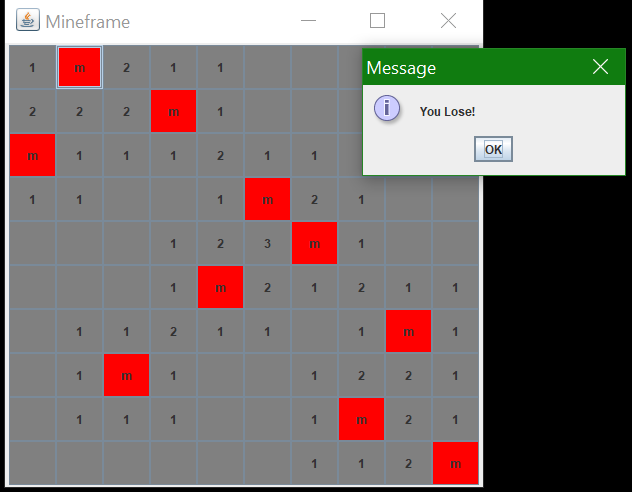 Mineframe
1 m 2 1 1
Message
2 2 2 m 1
You Lose!
m 1 1 1 2 1 1
OK
1 1 1 m 2 1
1 2 3 m 1
1 m 2 1 2 1 1
1 1 2 1 1 1 m 1
1 m 1 1 2 2 1
1 1 1 1 m 2 1
1 1 2 m